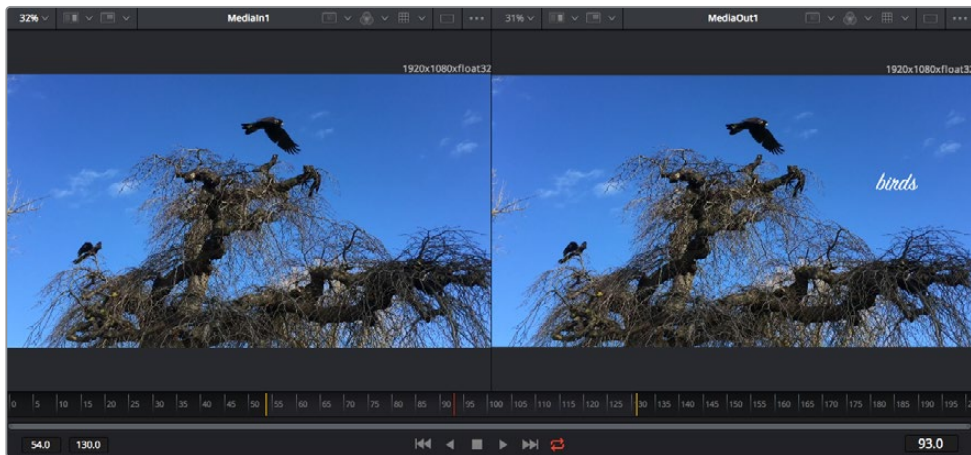 32% MediaIn1 31% MediaOut1
1920x1080xfloat32 1920x1080xfloat32
birds
0 5 10 15 20 25 30 35 40 45 50 55 60 65 70 75 80 85 90 95 100 105 110 115 120 125 130 135 140 145 150 155 160 165 170 175 180 185 190 195
54.0 130.0 93.0